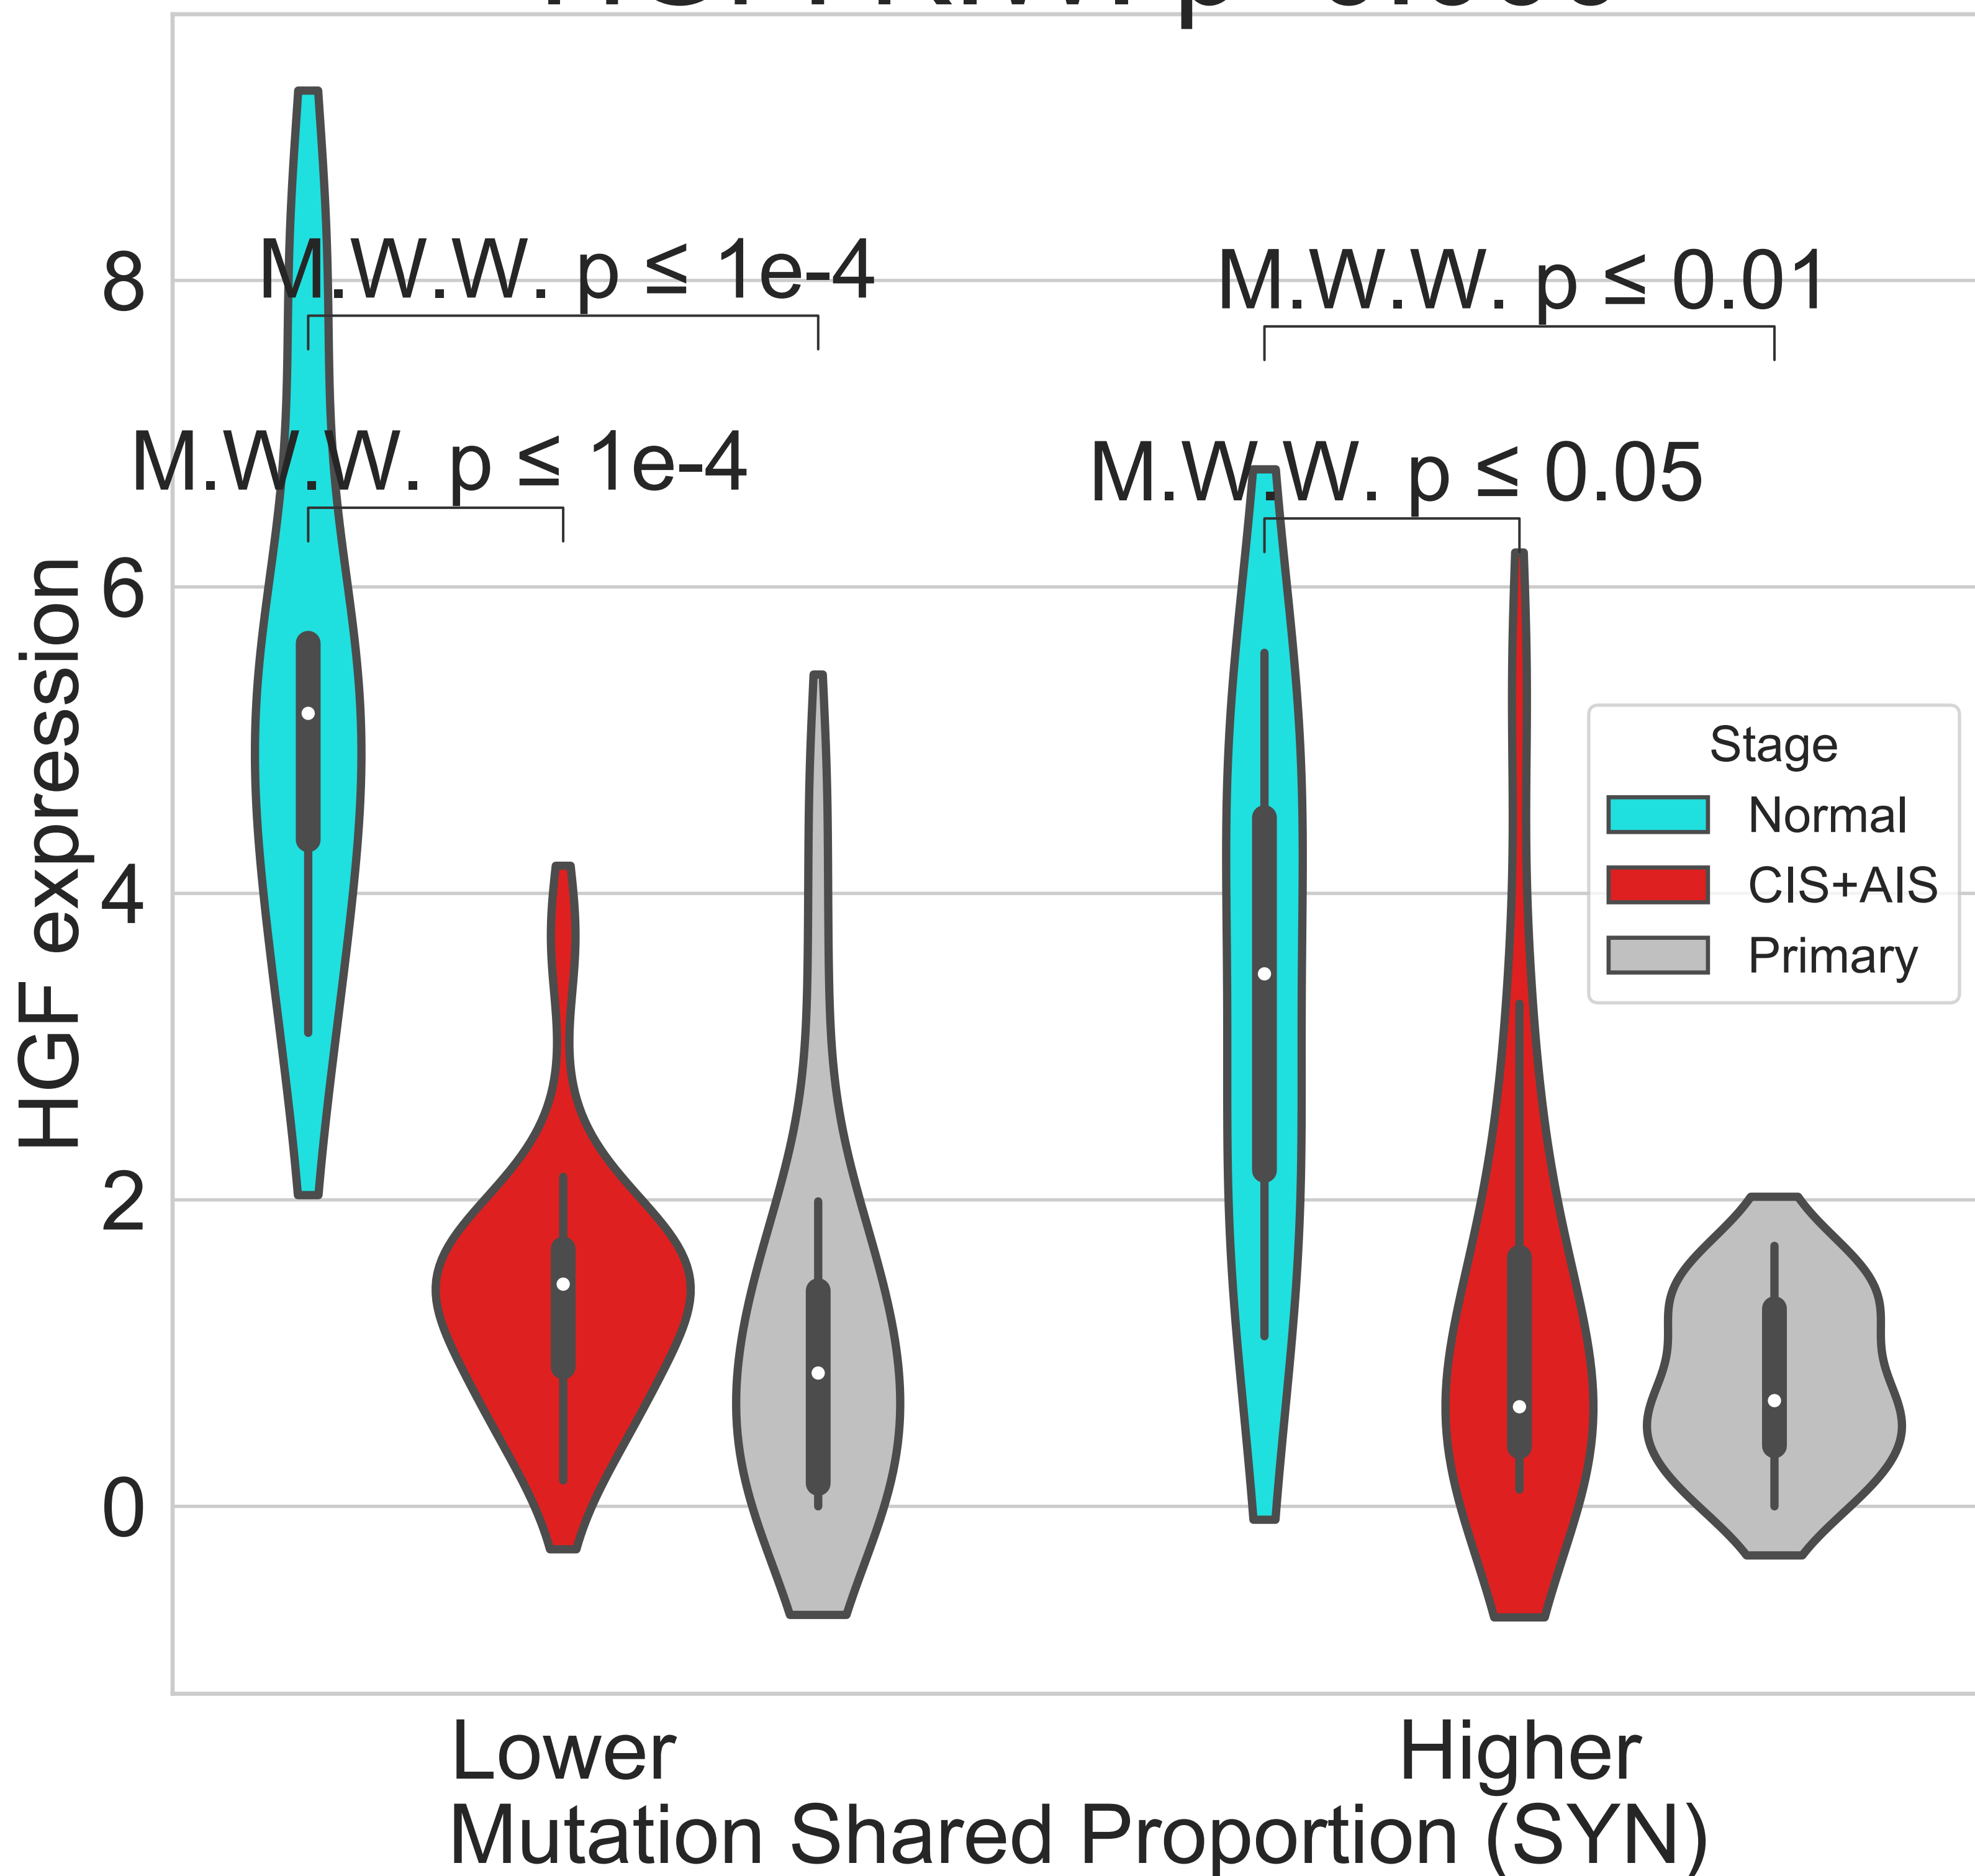 8
6
4
2
0
HGF expression
M.W.W. p ≤ 1e-4
M.W.W. p ≤ 0.01
M.W.W. p ≤ 1e-4
M.W.W. p ≤ 0.05
Stage
Normal
CIS+AIS
Primary
Lower
Higher
Mutation Shared Proportion (SYN)